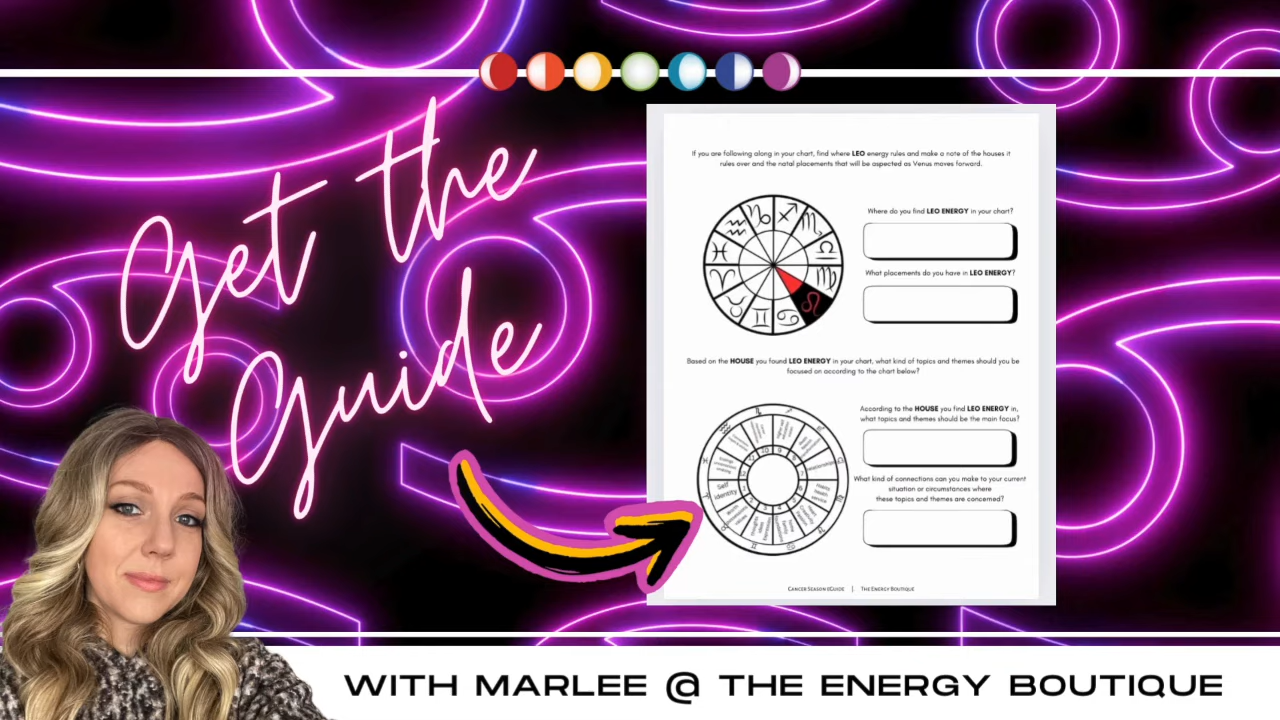 Get the
Guide
If you are following along in your chart, find where LEO energy rules and make a note of the houses it
rules over and the natal placements that will be aspected as Venus moves forward.
Where do you find LEO ENERGY in your chart?
What placements do you have in LEO ENERGY?
Based on the HOUSE you found LEO ENERGY in your chart, what kind of topics and themes should you be
focused on according to the chart below?
According to the HOUSE you find LEO ENERGY in,
what topics and themes should be the main focus?
Self
Identity
What kind of connections can you make to your current
situation or circumstances where
these topics and themes are concerned?
CANCER SEASON EGUIDE | THE ENERGY BOUTIQUE
WITH MARLEE @ THE ENERGY BOUTIQUE